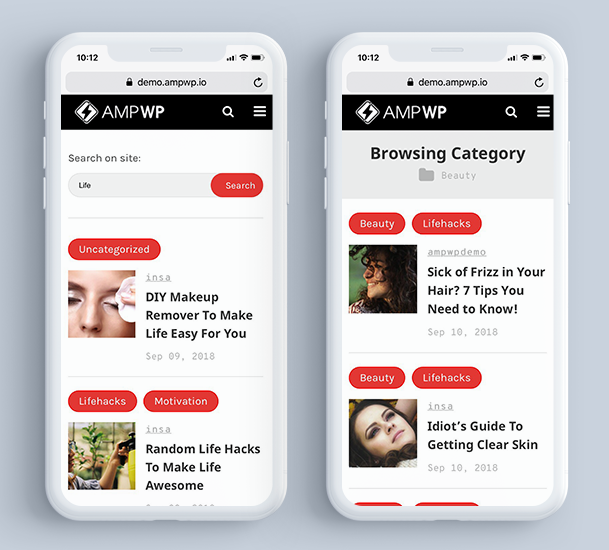 10:12
demo.ampwp.io
AMPWP
Search on site:
Life
Search
Uncategorized
insa
DIY Makeup
Remover To Make
Life Easy For You
Sep 09, 2018
Lifehacks
Motivation
insa
Random Life Hacks
To Make Life
Awesome
10:12
demo.ampwp.io
AMPWP
Browsing Category
Beauty
Beauty
Lifehacks
ampwpdemo
Sick of Frizz in Your
Hair? 7 Tips You
Need to Know!
Sep 10, 2018
Beauty
Lifehacks
insa
Idiot’s Guide To
Getting Clear Skin
Sep 10, 2018